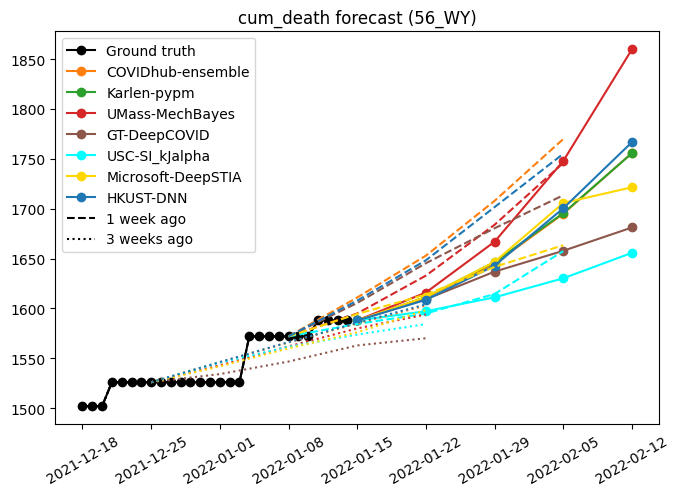 cum_death forecast (56_WY)
Ground truth
COVIDhub-ensemble
Karlen-pypm
UMass-MechBayes
GT-DeepCOVID
USC-SI_kJalpha
Microsoft-DeepSTIA
HKUST-DNN
1 week ago
3 weeks ago
1850
1800
1750
1700
1650
1600
1550
1500
2021-12-18
2021-12-25
2022-01-01
2022-01-08
2022-01-15
2022-01-22
2022-01-29
2022-02-05
2022-02-12